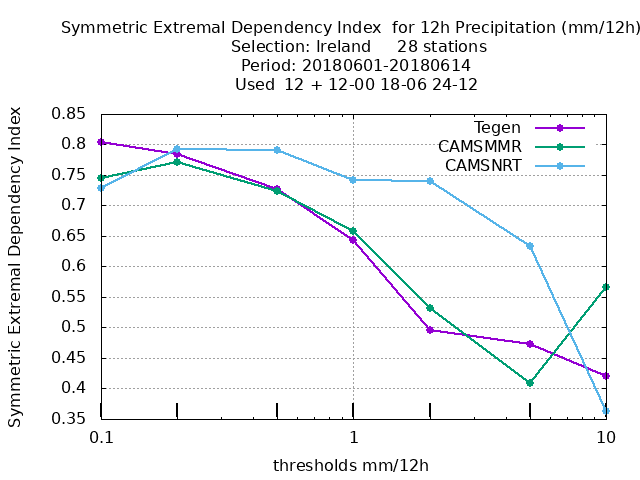 Symmetric Extremal Dependency Index  for 12h Precipitation (mm/12h)
Selection: Ireland     28 stations
Period: 20180601-20180614
Used  12 + 12-00 18-06 24-12
Symmetric Extremal Dependency Index
0.85
0.8
0.75
0.7
0.65
0.6
0.55
0.5
0.45
0.4
0.35
Tegen
CAMSMMR
CAMSNRT
0.1 1 10
thresholds mm/12h